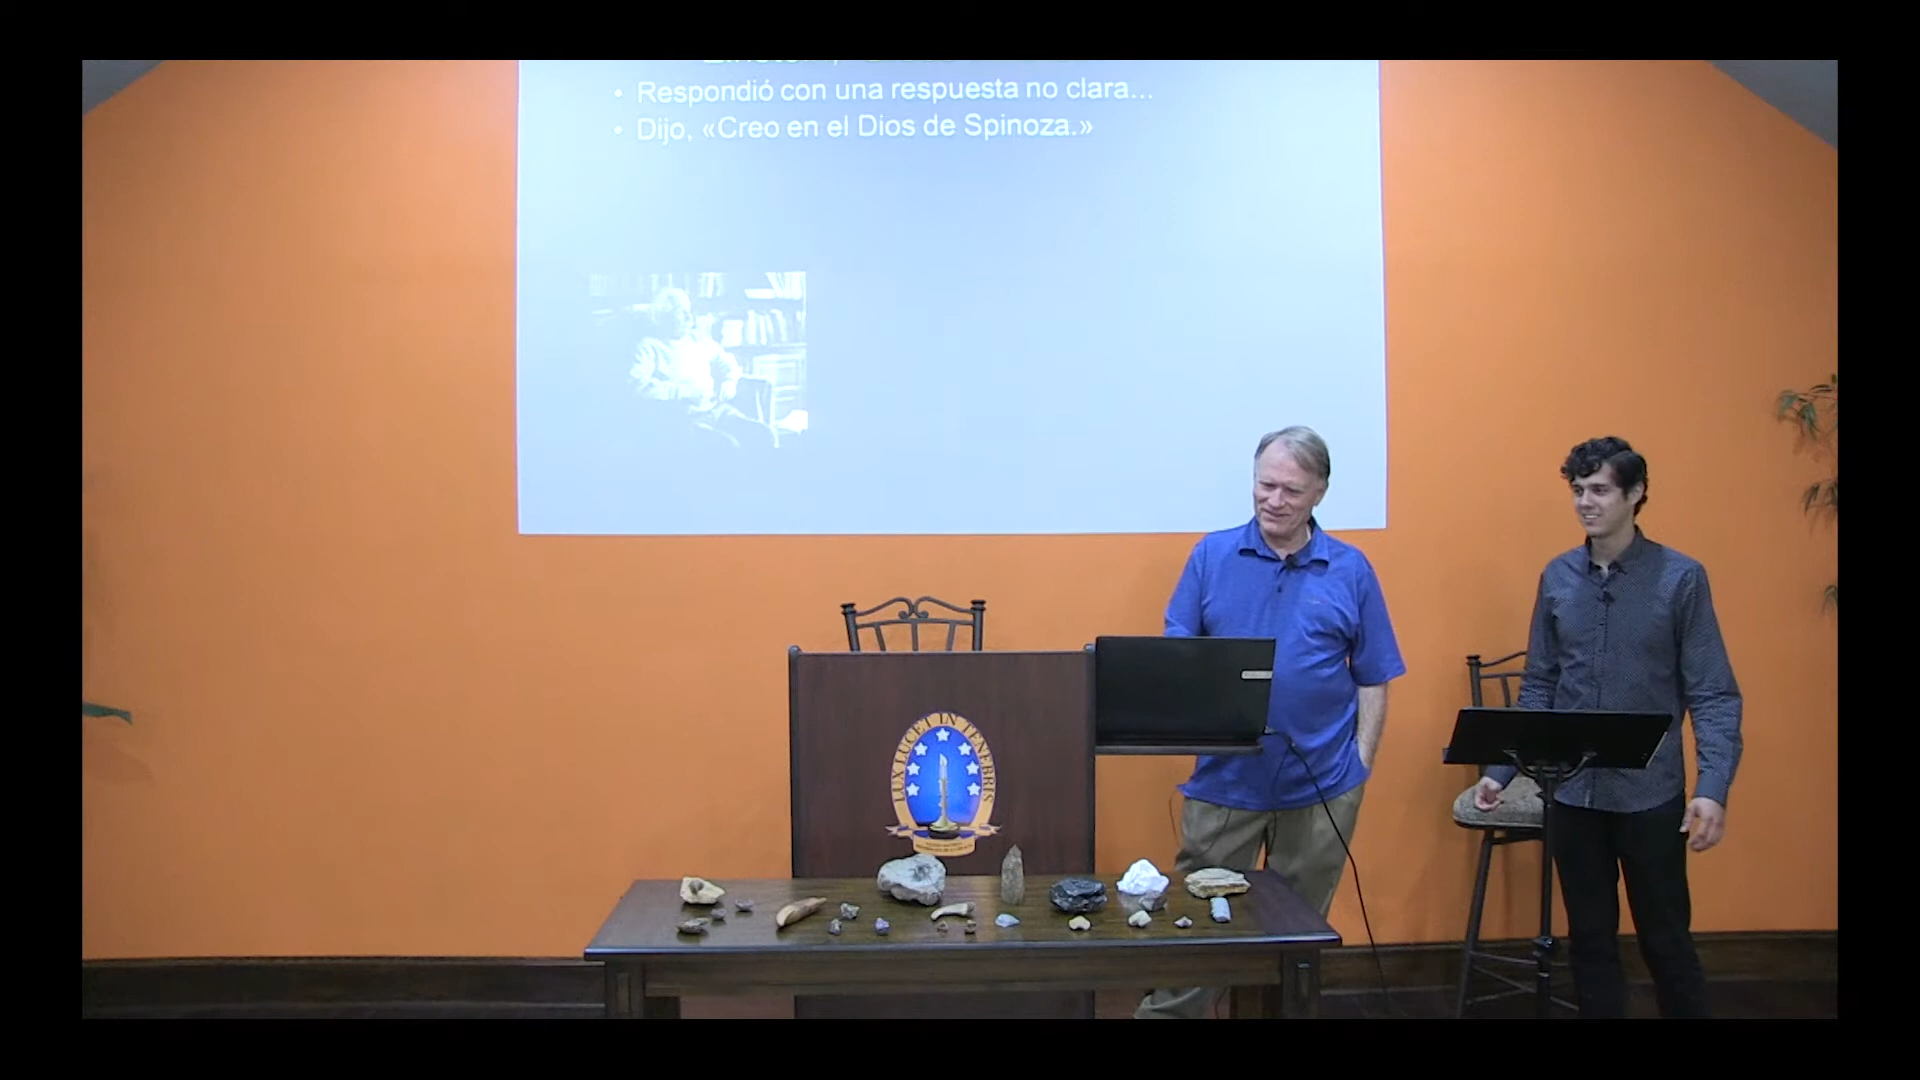 • Respondió con una respuesta no clara...
• Dijo, «Creo en el Dios de Spinoza.»
LUX LUCET IN TENEBRIS